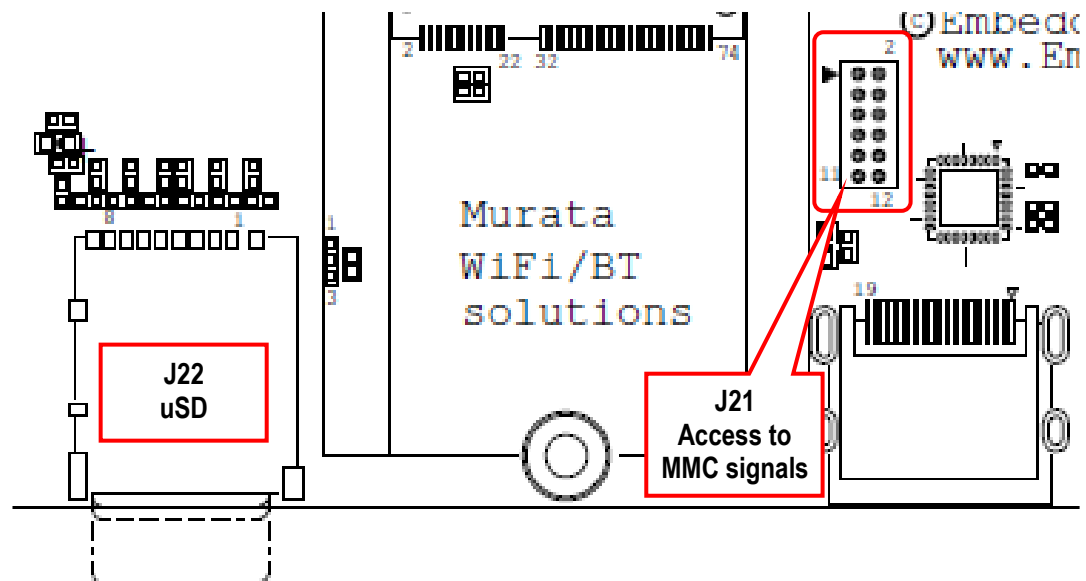 ©Embedd
www.Em
2
22
32
74
2
11
12
8
1
1
3
Murata
WiFi/BT
solutions
19
J22
uSD
J21
Access to
MMC signals